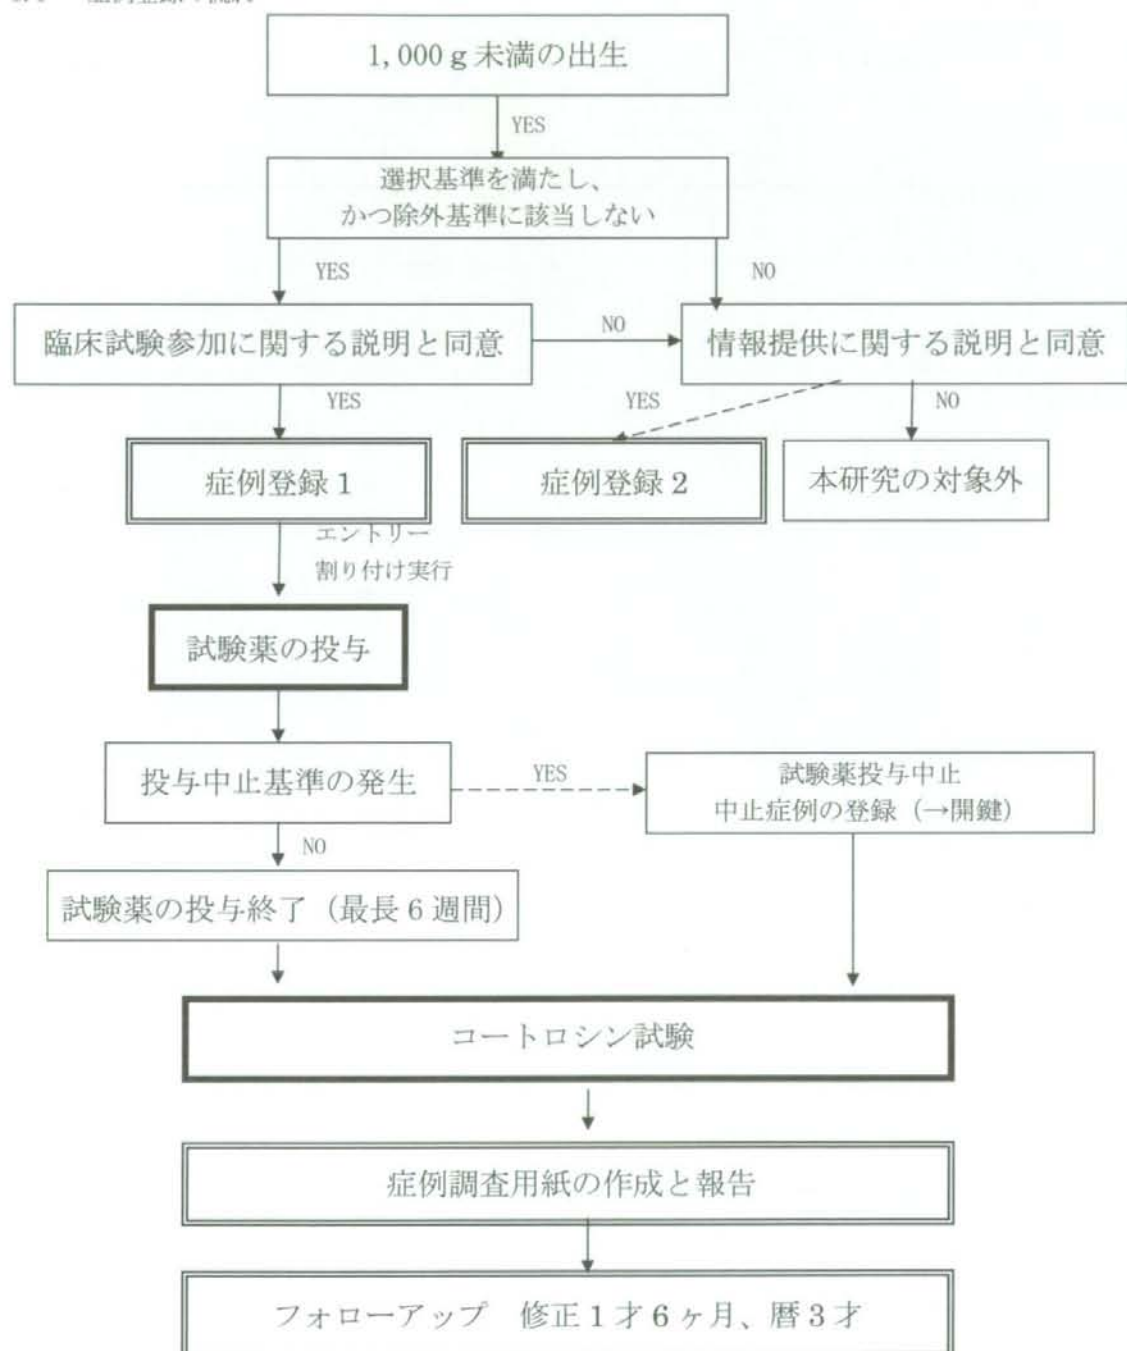 1,000g未満の出生
YES
選択基準を満たし、
かつ除外基準に該当しない
YES
NO
臨床試験参加に関する説明と同意
NO
情報提供に関する説明と同意
YES
YES
NO
症例登録1
症例登録2
本研究の対象外
エントリー
割り付け実行
試験薬の投与
投与中止基準の発生
YES
試験薬投与中止
中止症例の登録（→開鍵）
NO
試験薬の投与終了（最長6週間）
コートロシン試験
症例調査用紙の作成と報告
フォローアップ　修正1才6ヶ月、暦3才